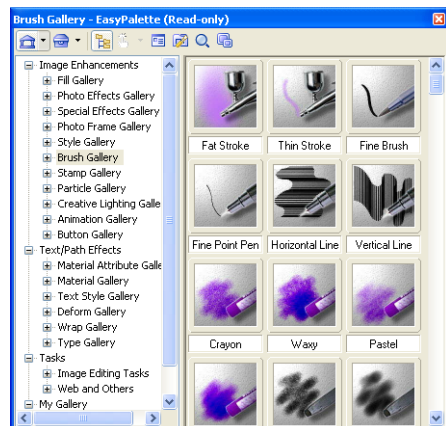 Brush Gallery - EasyPalette (Read-only)
Image Enhancements
Fill Gallery
Photo Effects Gallery
Special Effects Gallery
Photo Frame Gallery
Style Gallery
Brush Gallery
Stamp Gallery
Particle Gallery
Creative Lighting Galle
Animation Gallery
Button Gallery
Text/Path Effects
Material Attribute Galle
Material Gallery
Text Style Gallery
Deform Gallery
Wrap Gallery
Type Gallery
Tasks
Image Editing Tasks
Web and Others
My Gallery
Fat Stroke
Thin Stroke
Fine Brush
Fine Point Pen
Horizontal Line
Vertical Line
Crayon
Waxy
Pastel